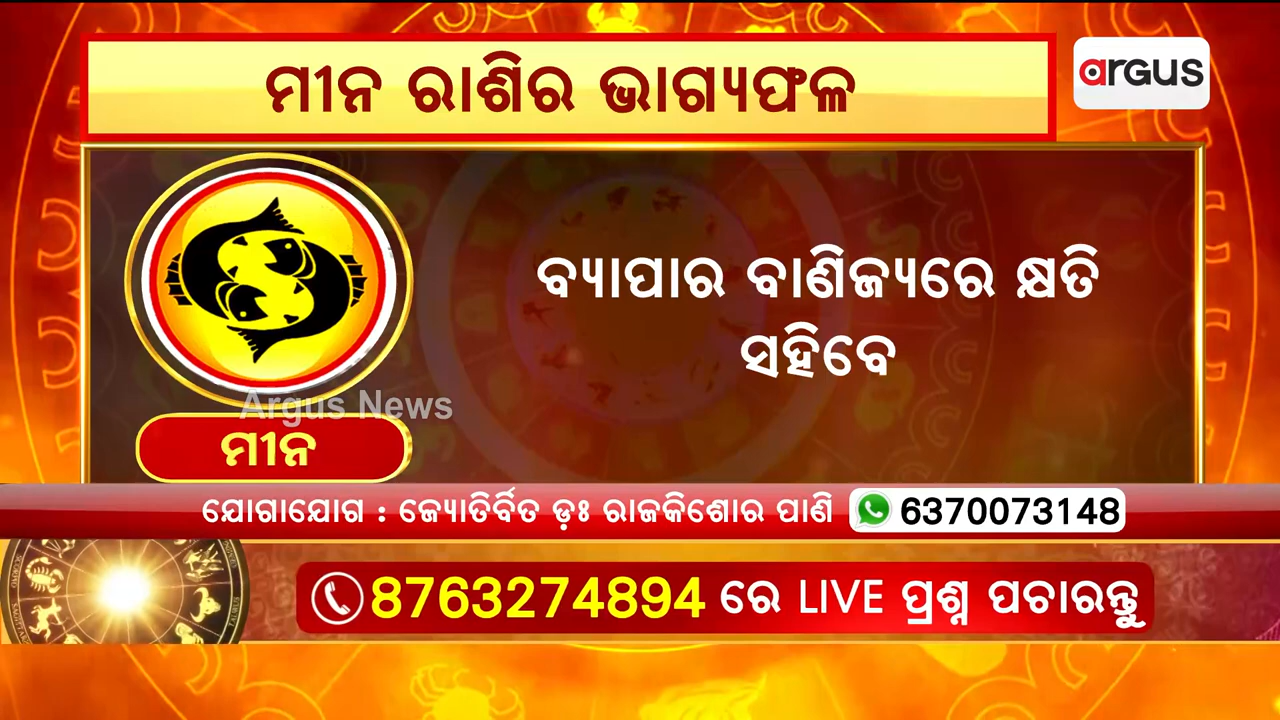 ମୀନ ରାଶିର ଭାଗ୍ୟଫଳ
argus
ବ୍ୟାପାର ବାଣିଜ୍ୟରେ କ୍ଷତି
ସହିବେ
Argus News
ମୀନ
ଯୋଗାଯୋଗ : ଜ୍ୟୋତିର୍ବିତ ଡ଼ଃ ରାଜକିଶୋର ପାଣି 6370073148
8763274894 ରେ LIVE ପ୍ରଶ୍ନ ପଚାରନ୍ତୁ